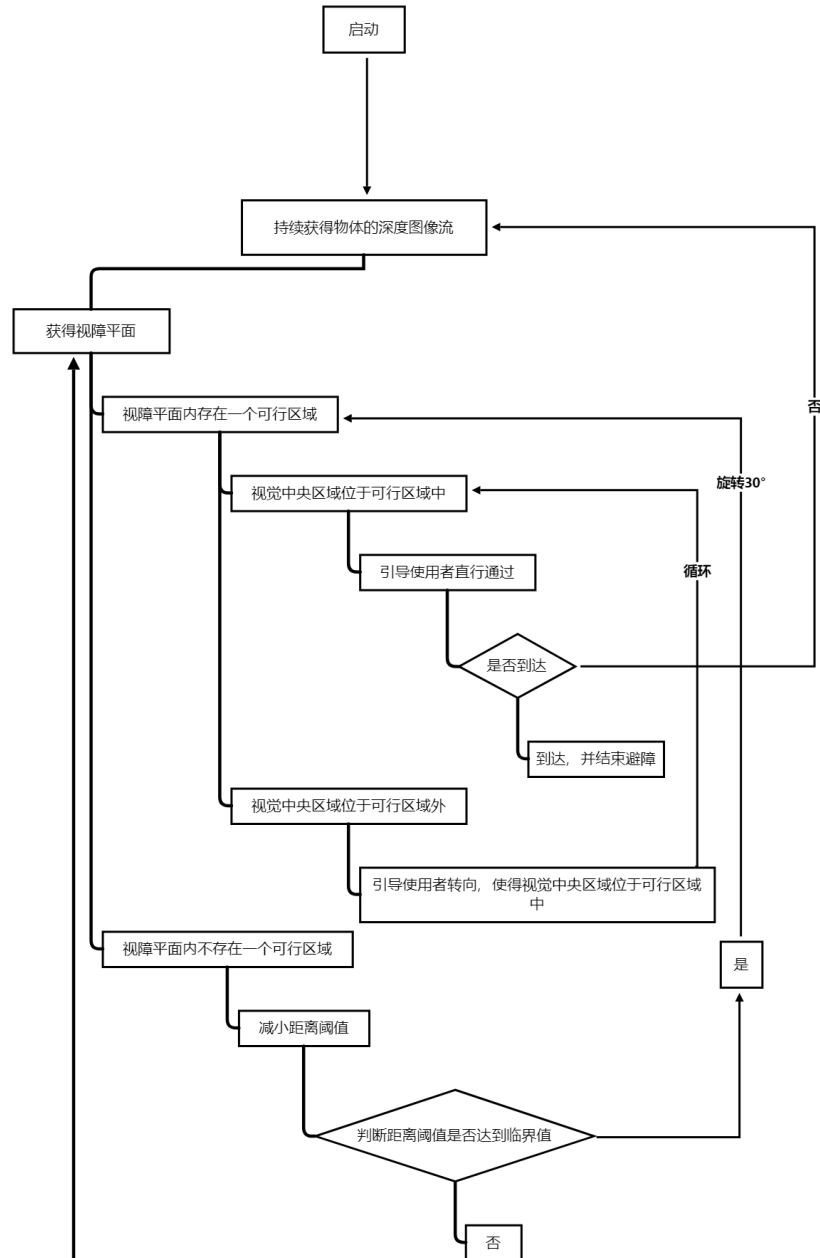 启动
持续获得物体的深度图像流
获得视障平面
视障平面内存在一个可行区域
否
视觉中央区域位于可行区域中
旋转30°
引导使用者直行通过
循环
是否到达
到达，并结束避障
视觉中央区域位于可行区域外
引导使用者转向，使得视觉中央区域位于可行区域
中
视障平面内不存在一个可行区域
是
减小距离阈值
判断距离阈值是否达到临界值
否